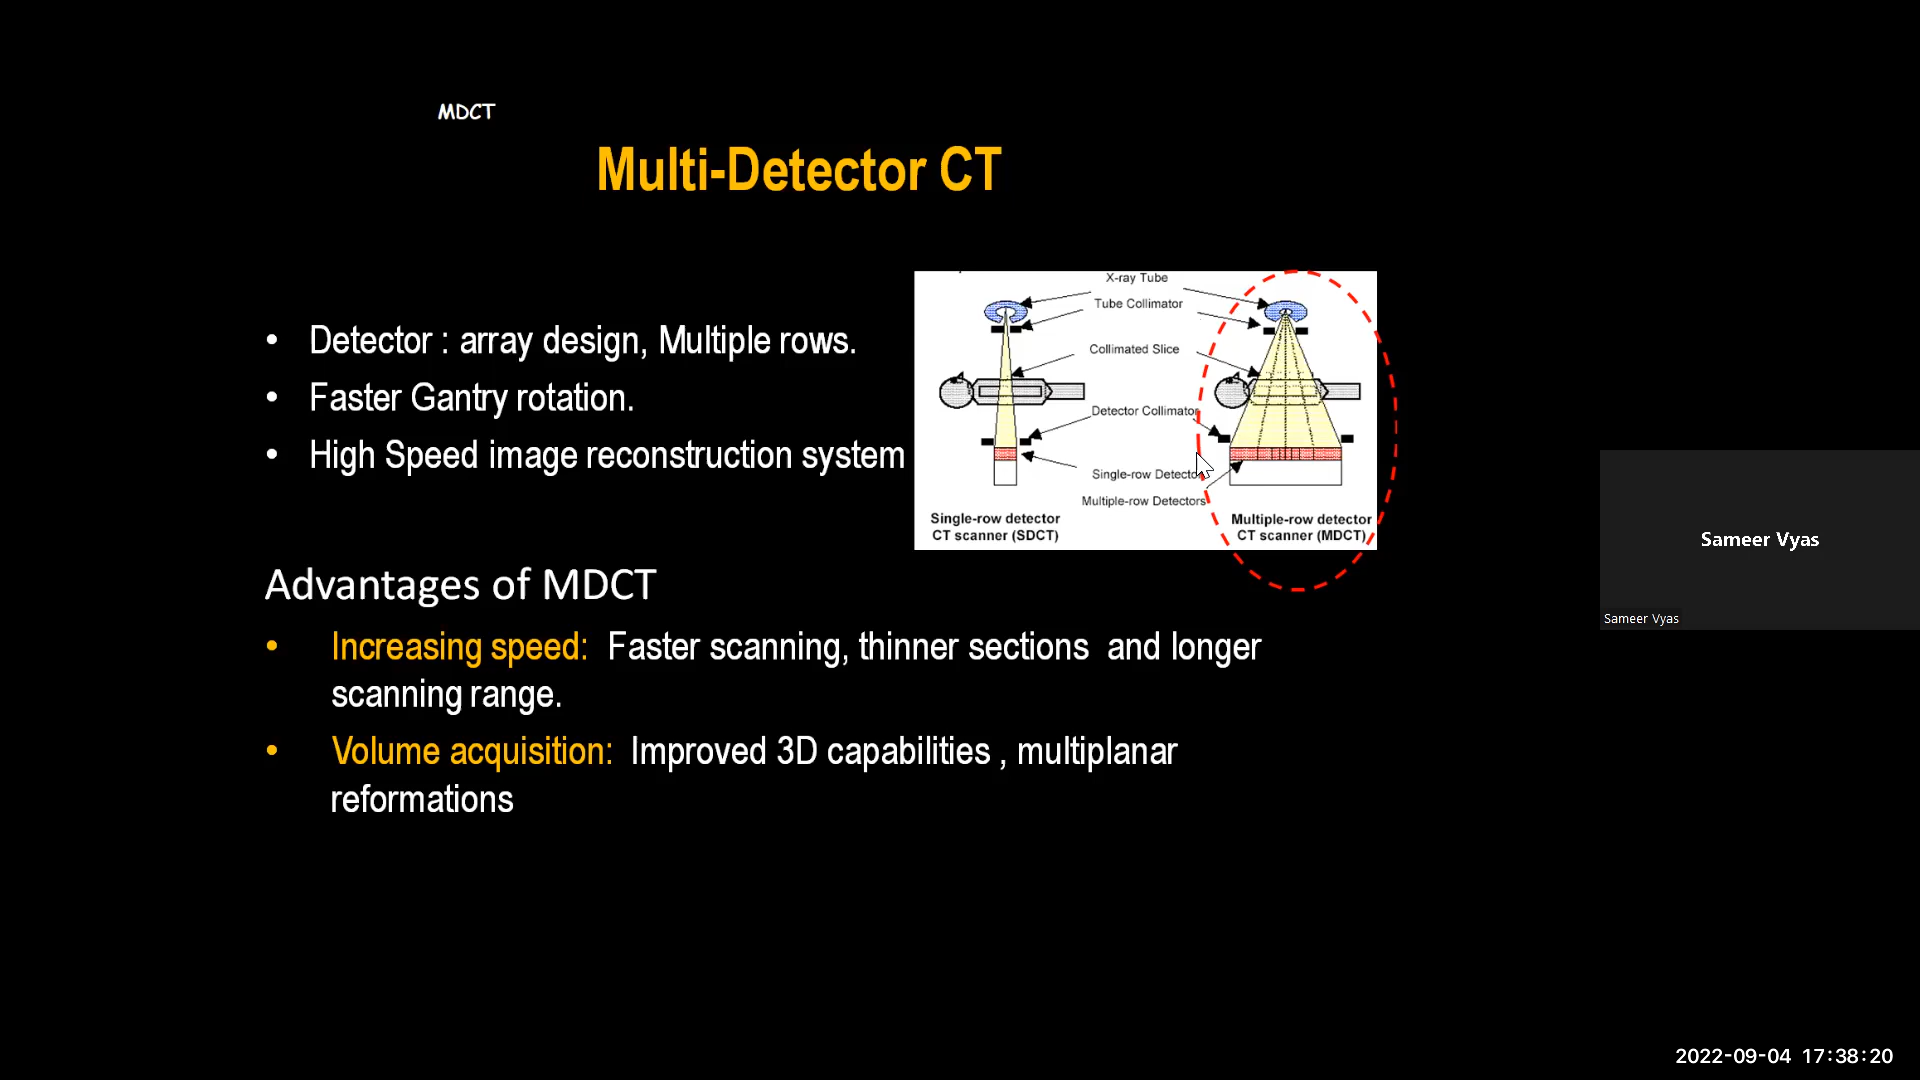 MDCT
Multi-Detector CT
• Detector : array design, Multiple rows.
• Faster Gantry rotation.
• High Speed image reconstruction system
X-ray Tube
Tube Collimator
Collimated Slice
Detector Collimator
Single-row Detector
Multiple-row Detectors
Single-row detector
CT scanner (SDCT)
Multiple-row detector
CT scanner (MDCT)
Advantages of MDCT
• Increasing speed: Faster scanning, thinner sections and longer
scanning range.
• Volume acquisition: Improved 3D capabilities , multiplanar
reformations
Sameer Vyas
Sameer Vyas
2022-09-04 17:38:20